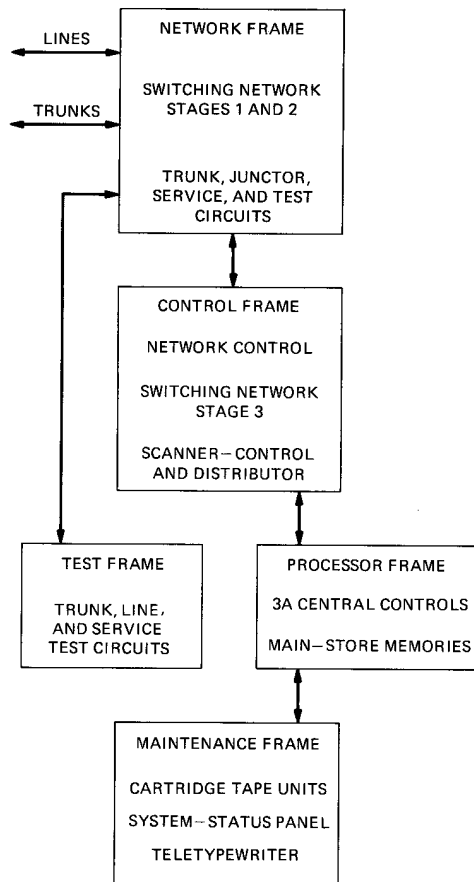 NETWORK FRAME
LINES
SWITCHING NETWORK
STAGES 1 AND 2
TRUNKS
TRUNK, JUNCTOR,
SERVICE, AND TEST
CIRCUITS
CONTROL FRAME
NETWORK CONTROL
SWITCHING NETWORK
STAGE 3
SCANNER—CONTROL
AND DISTRIBUTOR
TEST FRAME
TRUNK, LINE,
AND SERVICE
TEST CIRCUITS
PROCESSOR FRAME
3A CENTRAL CONTROLS
MAIN—STORE MEMORIES
MAINTENANCE FRAME
CARTRIDGE TAPE UNITS
SYSTEM—STATUS PANEL
TELETYPEWRITER